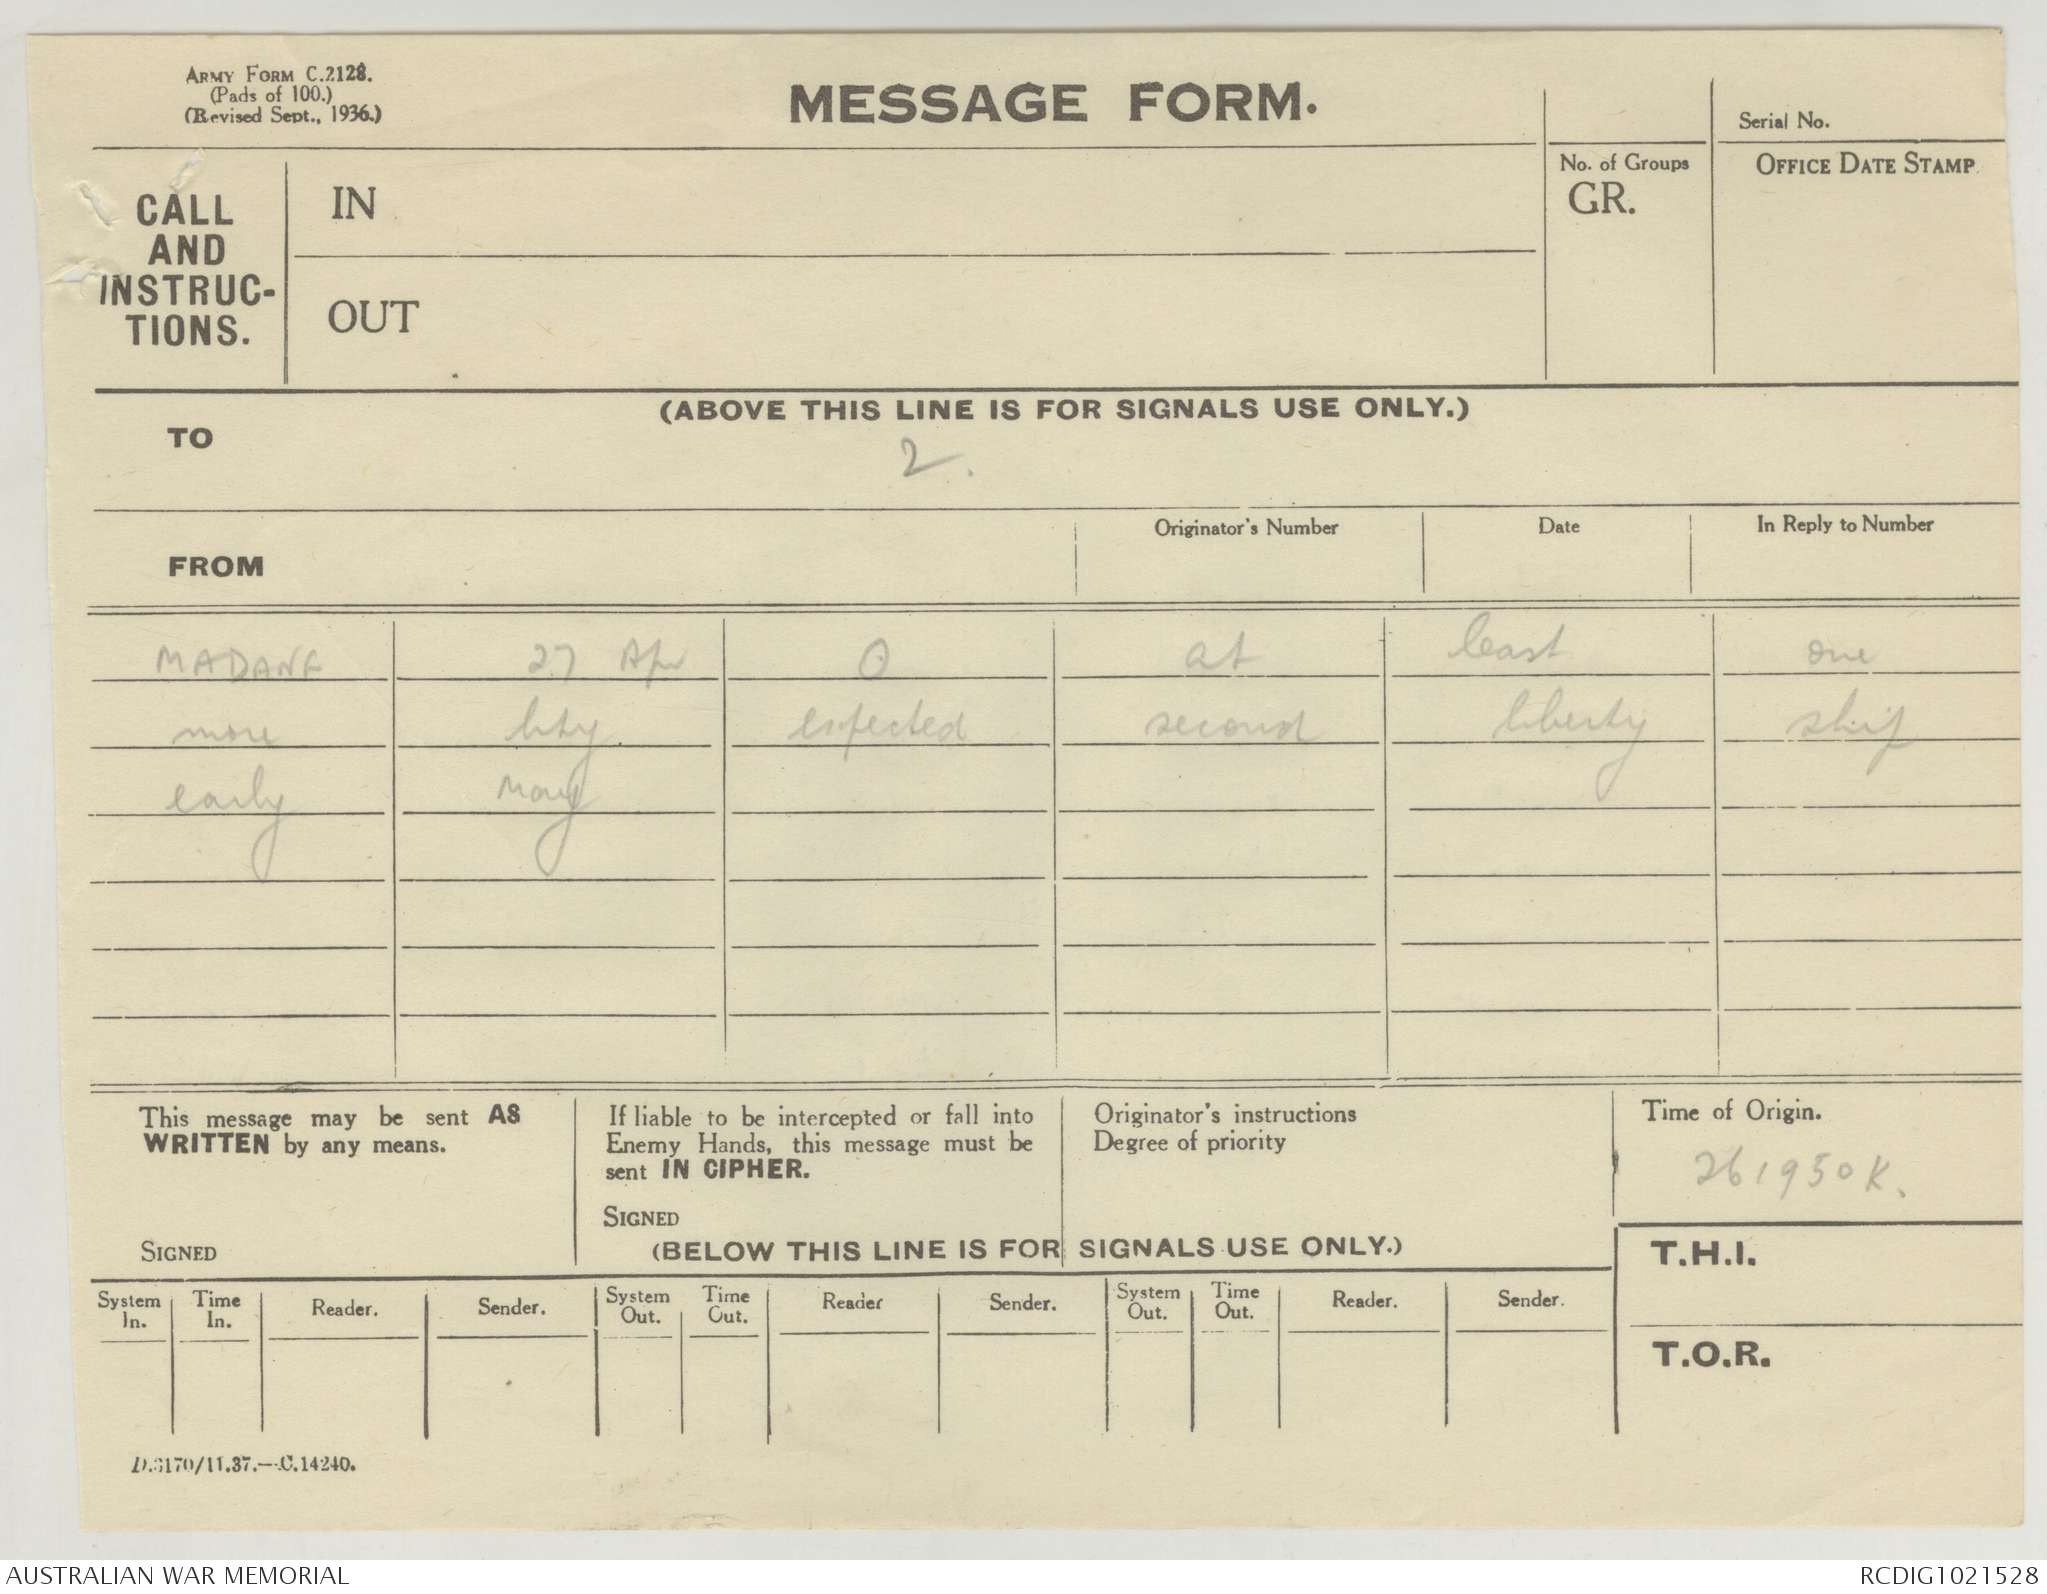 ARMY FORM C.2128.
(Pads of 100.)
(Revised Sept., 1936.)
MESSAGE FORM.
Serial No.
CALL
AND
INSTRUC-
TIONS.
IN
OUT
No. of Groups
GR.
OFFICE DATE STAMP
(ABOVE THIS LINE IS FOR SIGNALS USE ONLY.)
TO
2.
FROM
Originator's Number
Date
In Reply to Number
MADANG 27 Apr O at least one
more expected second liberty ship
early May
This message may be sent AS
WRITTEN by any means.
SIGNED
If liable to be intercepted or fall into
Enemy Hands, this message must be
sent IN CIPHER.
SIGNED
Originator's instructions
Degree of priority
Time of Origin.
261950K.
(BELOW THIS LINE IS FOR SIGNALS USE ONLY.)
T.H.I.
T.O.R.
System In. Time In. Reader. Sender. System Out. Time Out. Reader Sender. System Out. Time Out. Reader. Sender.
D.3170/11.37.—C.14240.
AUSTRALIAN WAR MEMORIAL
RCDIG1021528